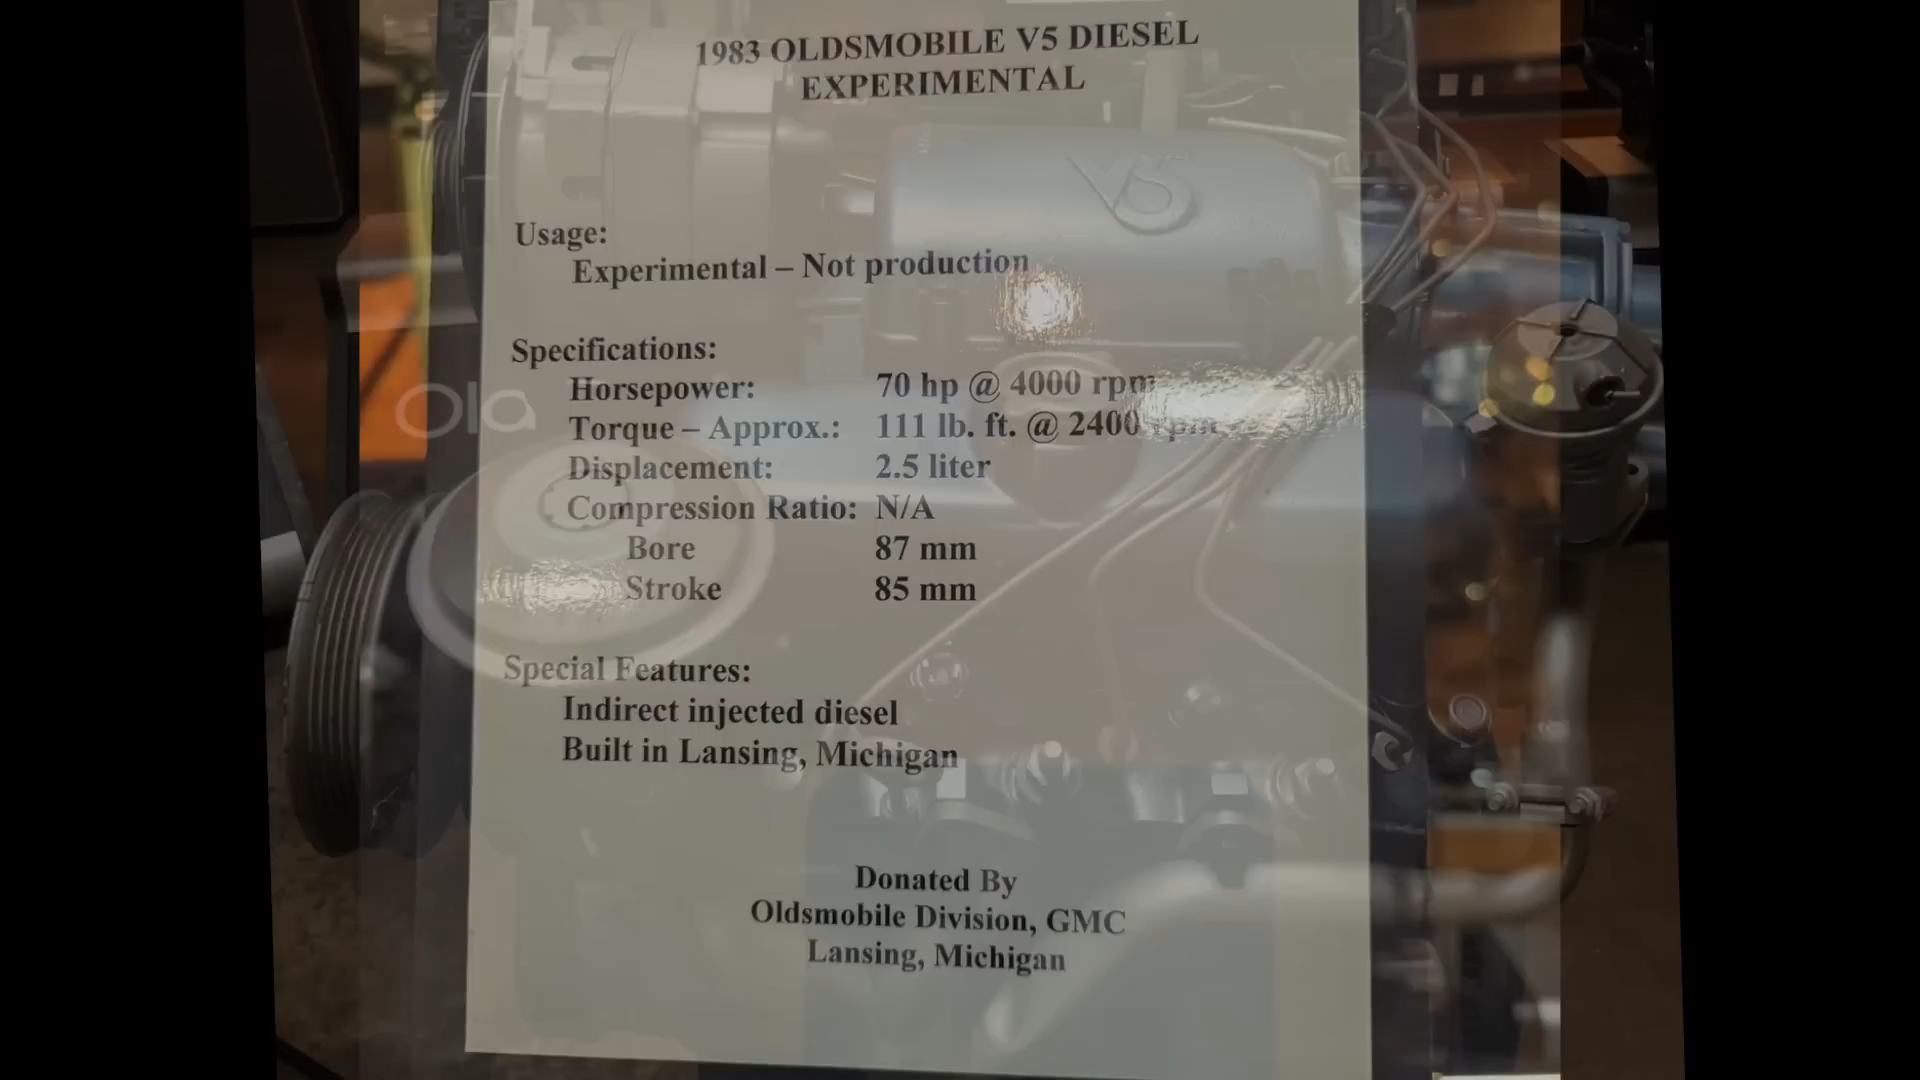 1983 OLDSMOBILE V5 DIESEL
EXPERIMENTAL
V5
Usage:
Experimental – Not production
Specifications:
Horsepower: 70 hp @ 4000 rpm
Ola
Torque – Approx.: 111 lb. ft. @ 2400 rpm
Displacement: 2.5 liter
Compression Ratio: N/A
Bore 87 mm
Stroke 85 mm
Special Features:
Indirect injected diesel
Built in Lansing, Michigan
Donated By
Oldsmobile Division, GMC
Lansing, Michigan